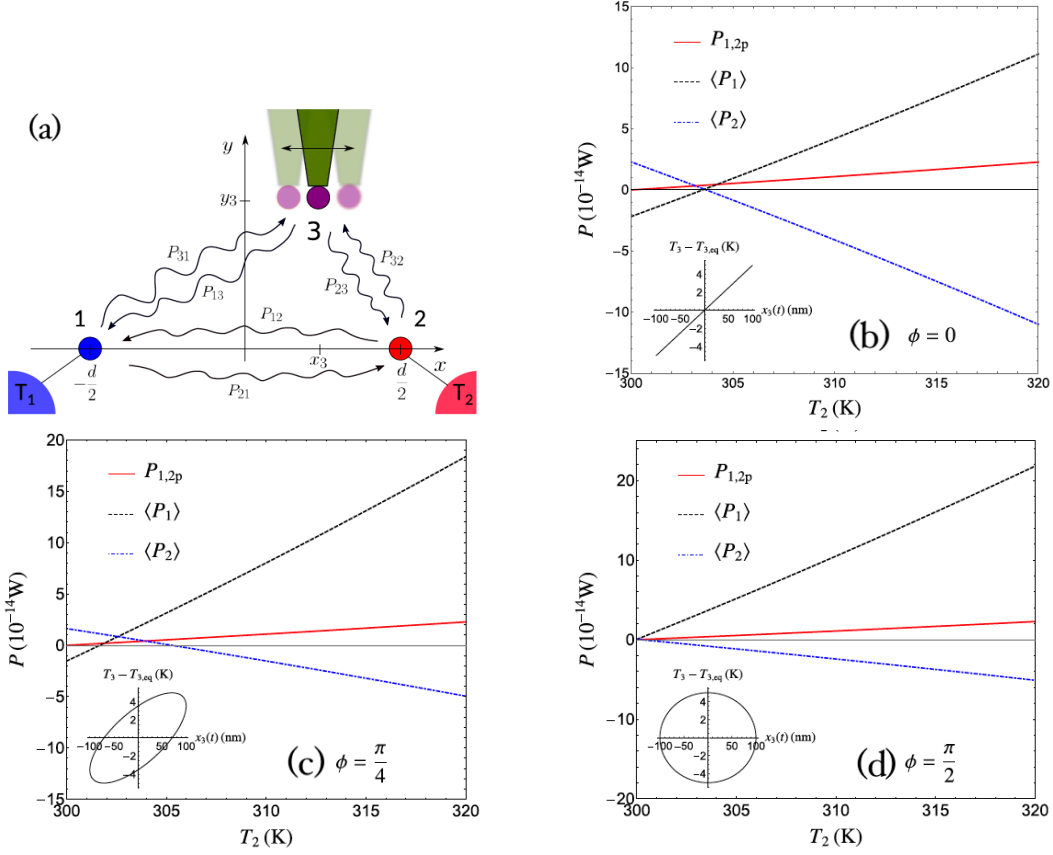 (a)
y
y₃
3
P₃₁
P₁₃
P₃₂
P₂₃
1
P₁₂
2
x₃
x
−d/2
P₂₁
d/2
T₁
T₂
P (10⁻¹⁴W)
15
10
5
0
−5
−10
−15
P₁,₂ₚ
⟨P₁⟩
⟨P₂⟩
T₃ − T₃,eq (K)
4
2
−2
−4
−100
−50
50
100
x₃(t) (nm)
(b) ϕ = 0
300 305 310 315 320
T₂ (K)
P (10⁻¹⁴W)
20
15
10
5
0
−5
−10
−15
P₁,₂ₚ
⟨P₁⟩
⟨P₂⟩
T₃ − T₃,eq (K)
4
2
−2
−4
−100
−50
50
100
x₃(t) (nm)
(c) ϕ = π/4
300 305 310 315 320
T₂ (K)
P (10⁻¹⁴W)
20
10
0
−10
−20
P₁,₂ₚ
⟨P₁⟩
⟨P₂⟩
T₃ − T₃,eq (K)
4
2
−2
−4
−100
−50
50
100
x₃(t) (nm)
(d) ϕ = π/2
300 305 310 315 320
T₂ (K)